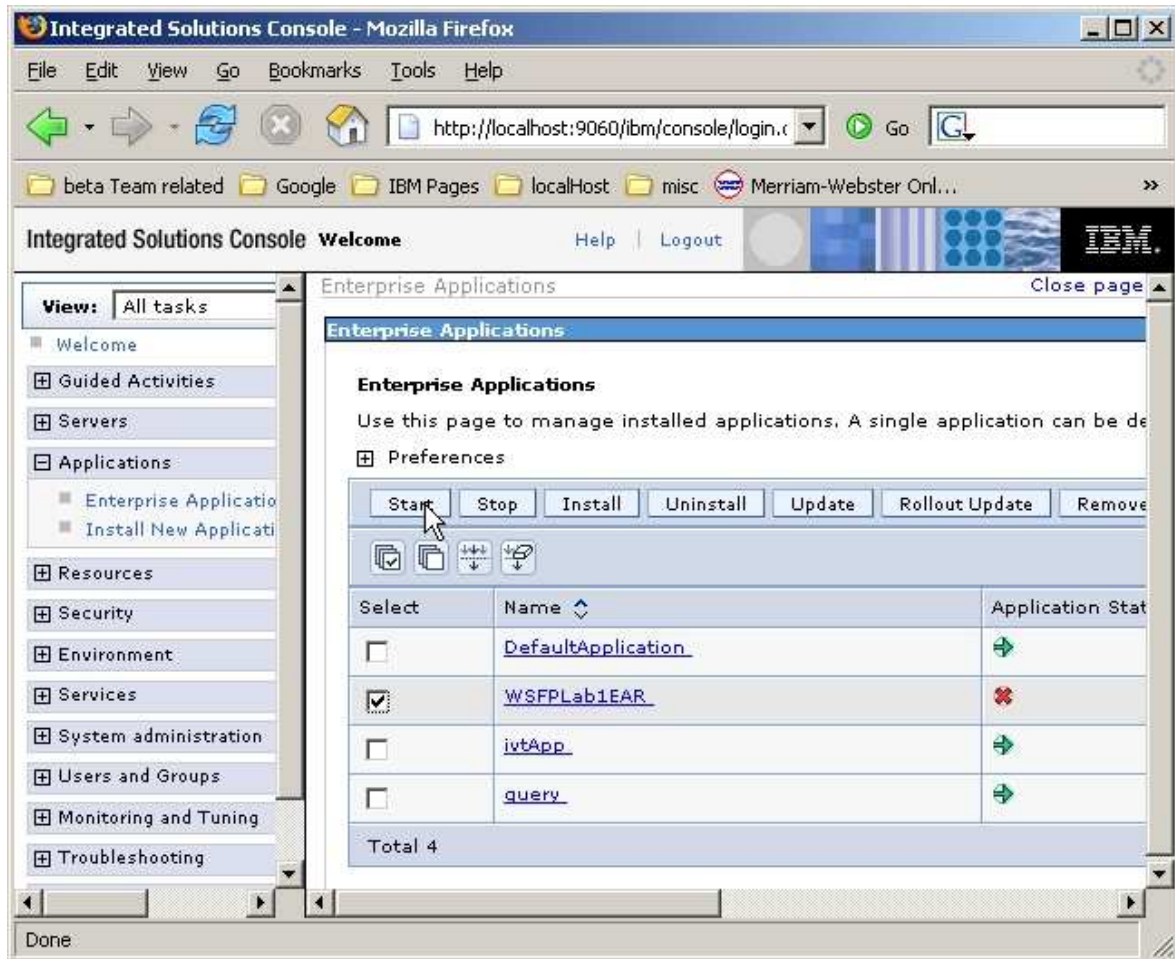 Integrated Solutions Console - Mozilla Firefox
File Edit View Go Bookmarks Tools Help
http://localhost:9060/ibm/console/login.c Go G
beta Team related Google IBM Pages localHost misc Merriam-Webster Onl... »
Integrated Solutions Console Welcome Help | Logout IBM.
View: All tasks
Welcome
Guided Activities
Servers
Applications
Enterprise Applicatio
Install New Applicati
Resources
Security
Environment
Services
System administration
Users and Groups
Monitoring and Tuning
Troubleshooting
Enterprise Applications Close page
Enterprise Applications
Enterprise Applications
Use this page to manage installed applications. A single application can be de
Preferences
Start Stop Install Uninstall Update Rollout Update Remove
Select Name Application Stat
DefaultApplication
WSFPLab1EAR
ivtApp
query
Total 4
Done